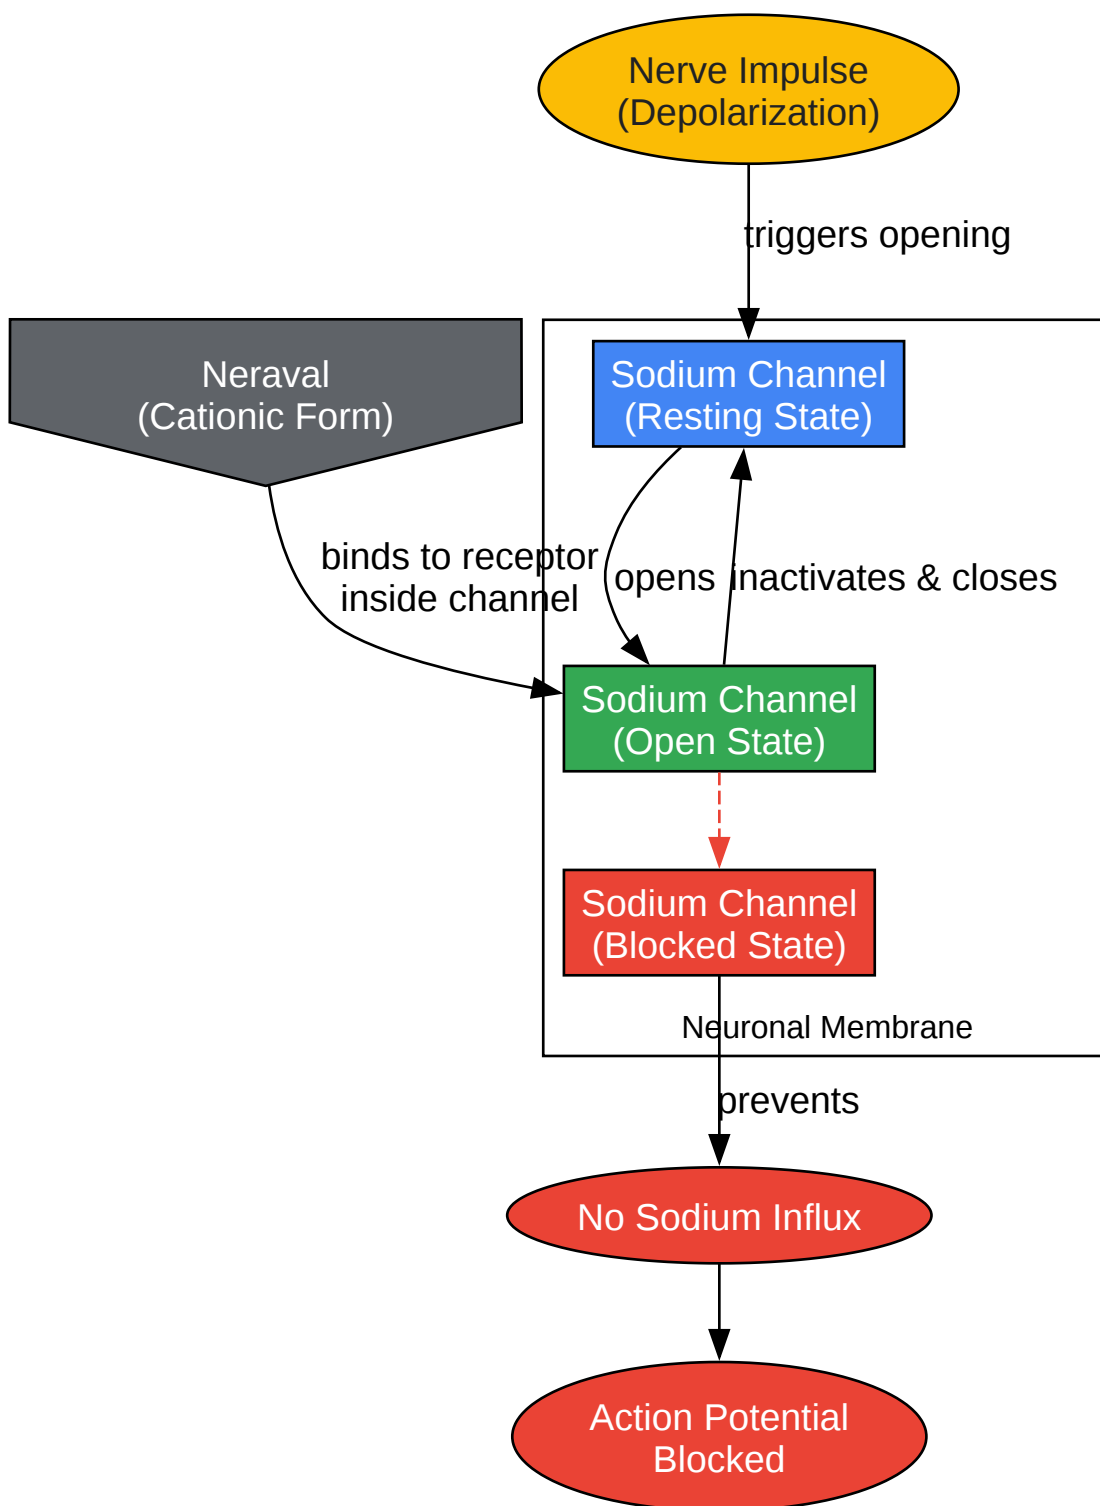 Nerve Impulse
(Depolarization)
triggers opening
Neraval
(Cationic Form)
Sodium Channel
(Resting State)
binds to receptor
inside channel
opens
inactivates & closes
Sodium Channel
(Open State)
Sodium Channel
(Blocked State)
Neuronal Membrane
prevents
No Sodium Influx
Action Potential
Blocked